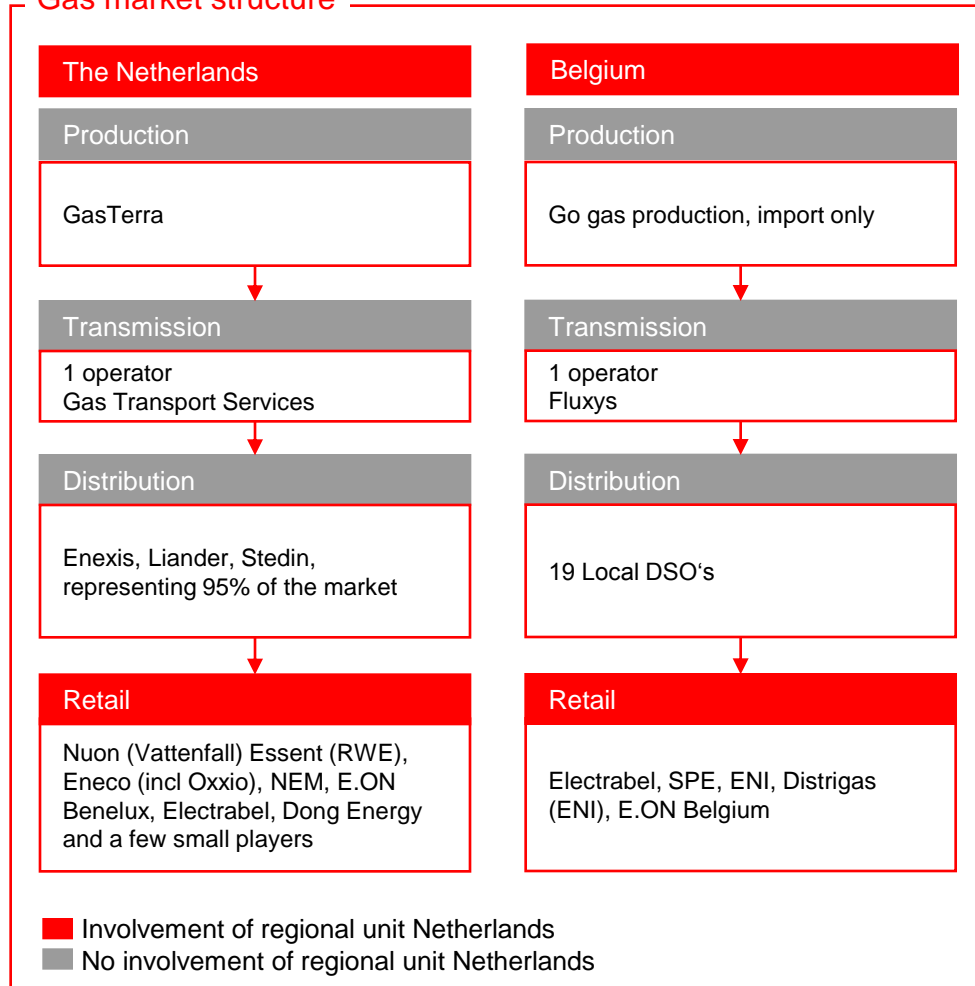 Gas market structure
The Netherlands
Production
GasTerra
Transmission
1 operator
Gas Transport Services
Distribution
Enexis, Liander, Stedin,
representing 95% of the market
Retail
Nuon (Vattenfall) Essent (RWE),
Eneco (incl Oxxio), NEM, E.ON
Benelux, Electrabel, Dong Energy
and a few small players
Belgium
Production
Go gas production, import only
Transmission
1 operator
Fluxys
Distribution
19 Local DSO‘s
Retail
Electrabel, SPE, ENI, Distrigas
(ENI), E.ON Belgium
Involvement of regional unit Netherlands
No involvement of regional unit Netherlands